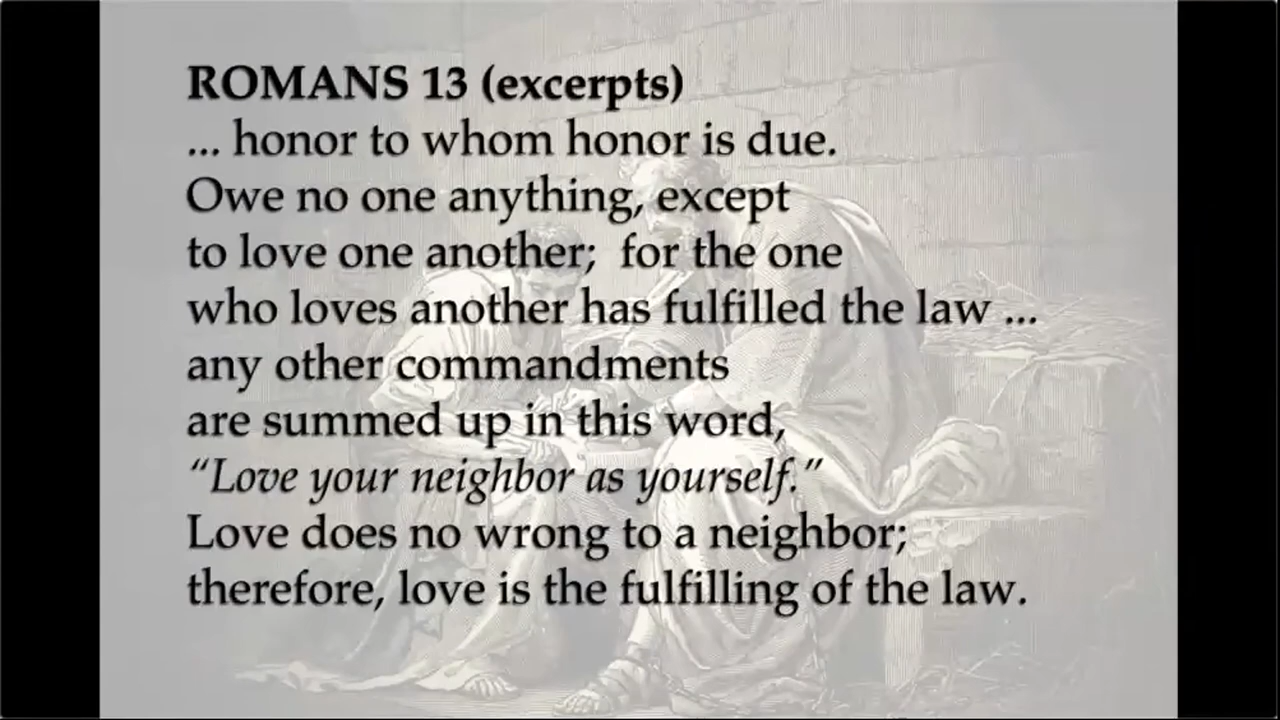 ROMANS 13 (excerpts)
... honor to whom honor is due.
Owe no one anything, except
to love one another;  for the one
who loves another has fulfilled the law ...
any other commandments
are summed up in this word,
“Love your neighbor as yourself.”
Love does no wrong to a neighbor;
therefore, love is the fulfilling of the law.